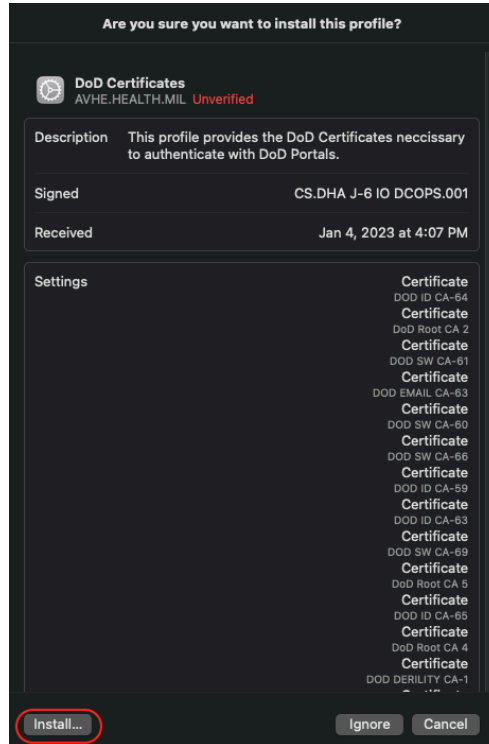 Are you sure you want to install this profile?
DoD Certificates
AVHE.HEALTH.MIL Unverified
Description This profile provides the DoD Certificates neccissary
to authenticate with DoD Portals.
Signed CS.DHA J-6 IO DCOPS.001
Received Jan 4, 2023 at 4:07 PM
Settings Certificate
DOD ID CA-64
Certificate
DoD Root CA 2
Certificate
DOD SW CA-61
Certificate
DOD EMAIL CA-63
Certificate
DOD SW CA-60
Certificate
DOD SW CA-66
Certificate
DOD ID CA-59
Certificate
DOD ID CA-63
Certificate
DOD SW CA-69
Certificate
DoD Root CA 5
Certificate
DOD ID CA-65
Certificate
DoD Root CA 4
Certificate
DOD DERILITY CA-1
Install... Ignore Cancel